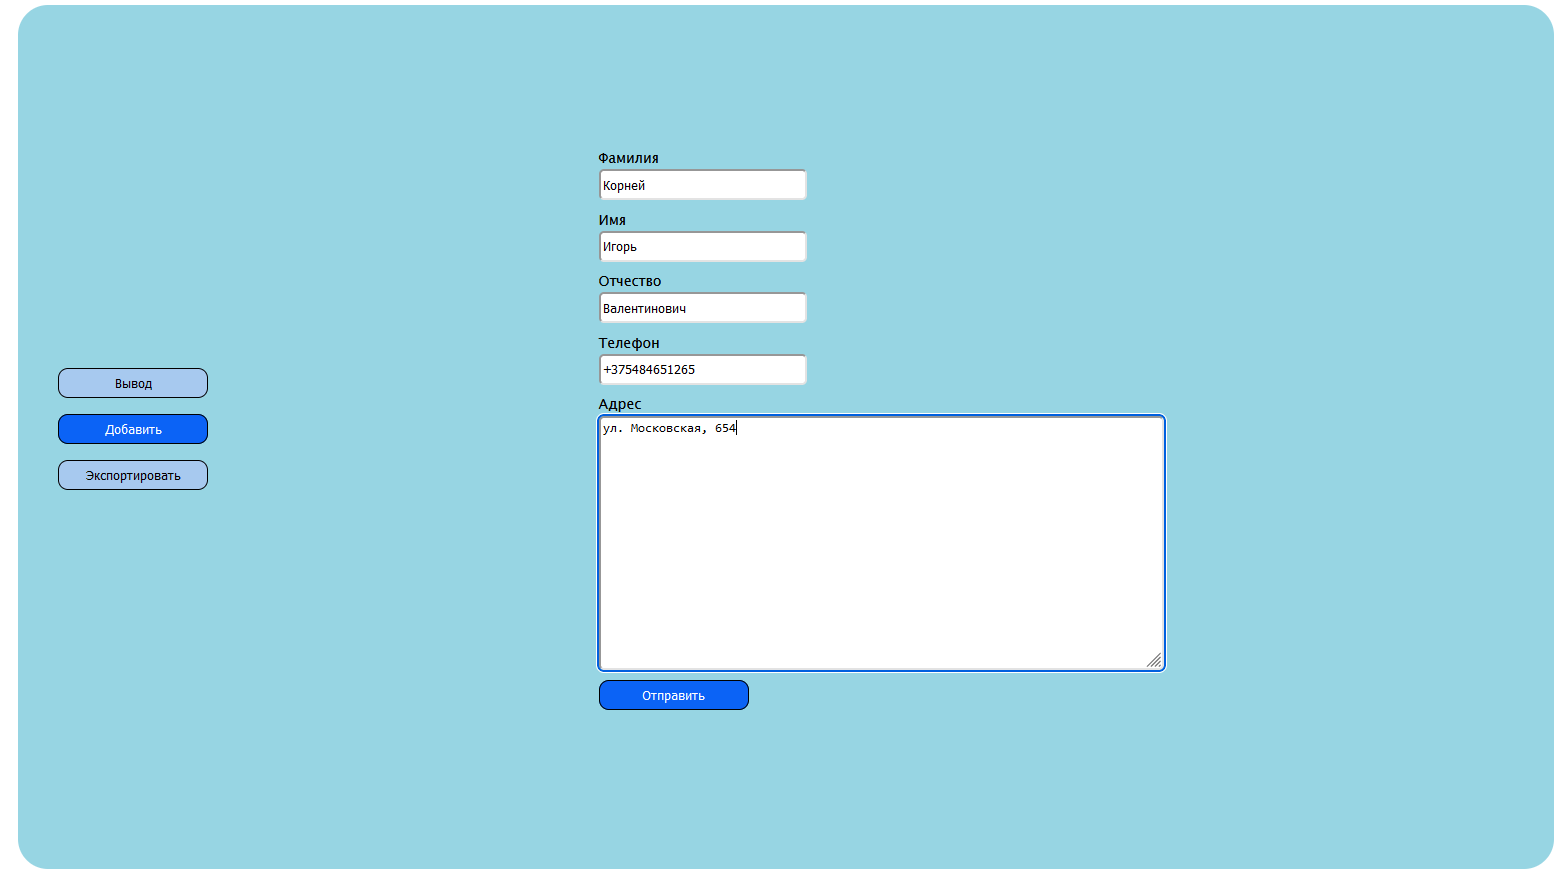 Фамилия
Корней
Имя
Игорь
Отчество
Валентинович
Телефон
+375484651265
Адрес
ул. Московская, 654
Отправить
Вывод
Добавить
Экспортировать